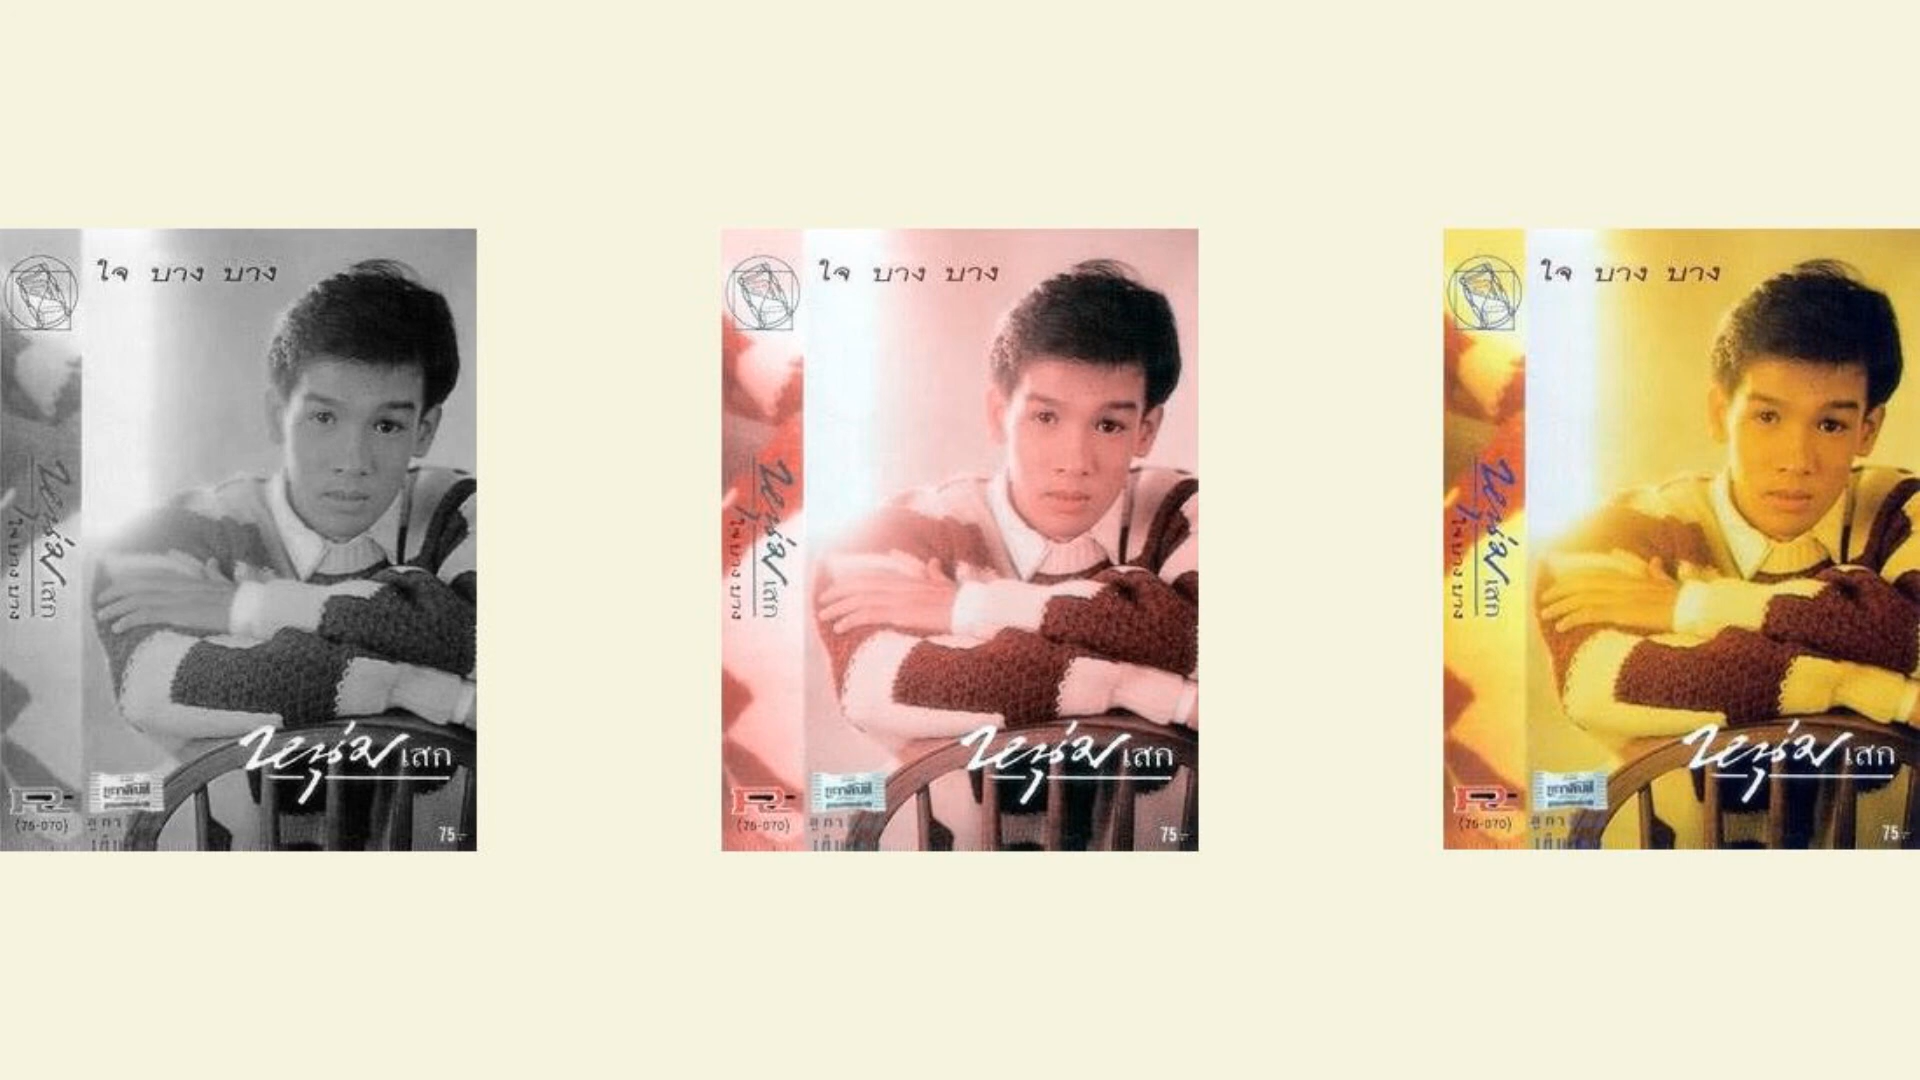 ใจ บาง บาง
หนุ่มเสก
ใจ บาง บาง
หนุ่มเสก
(75-070)
75.-
ใจ บาง บาง
หนุ่มเสก
ใจ บาง บาง
หนุ่มเสก
(75-070)
75.-
ใจ บาง บาง
หนุ่มเสก
ใจ บาง บาง
หนุ่มเสก
(75-070)
75.-